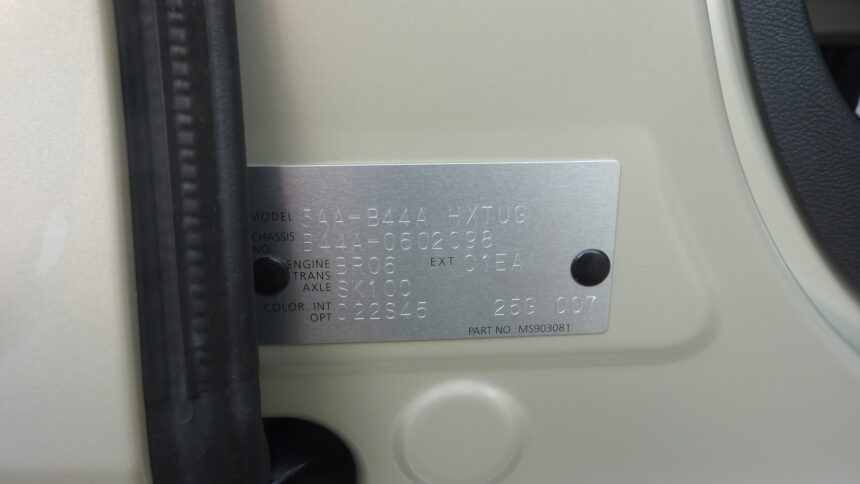 MODEL 5AA-B44A HXTUG
CHASSIS NO. B44A-0602098
ENGINE BR06 EXT C1EA
TRANS AXLE SK10C
COLOR INT OPT C22S45 25G 007
PART NO. M5903081